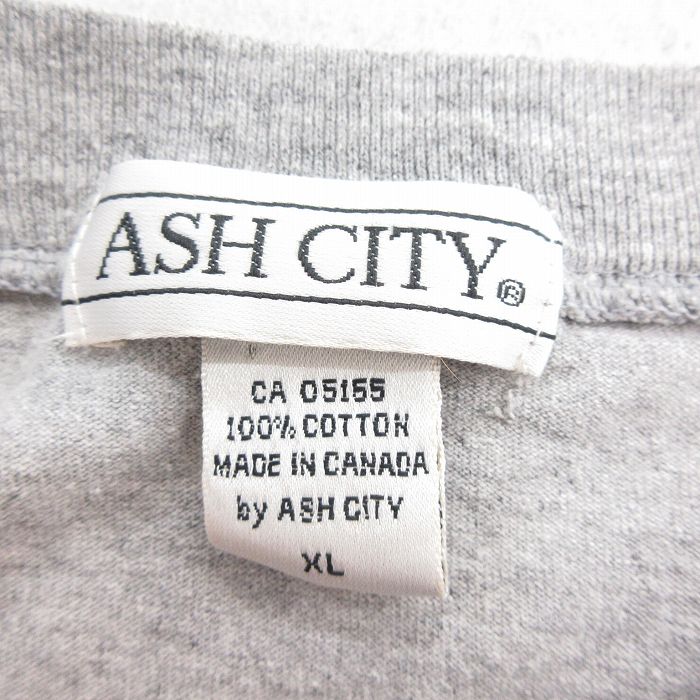 ASH CITY®
CA 05155
100% COTTON
MADE IN CANADA
by ASH CITY
XL